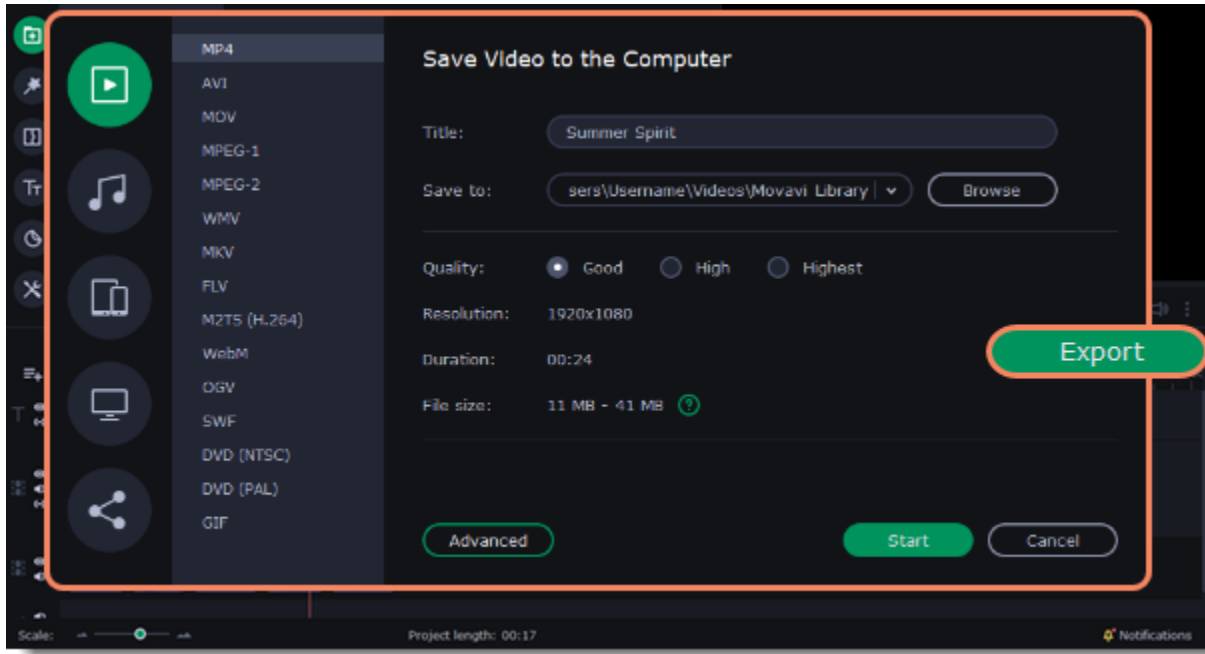 MP4
AVI
MOV
MPEG-1
MPEG-2
WMV
MKV
FLV
M2TS (H.264)
WebM
OGV
SWF
DVD (NTSC)
DVD (PAL)
GIF
Save Video to the Computer
Title: Summer Spirit
Save to: sers\Username\Videos\Movavi Library Browse
Quality: Good High Highest
Resolution: 1920x1080
Duration: 00:24
File size: 11 MB - 41 MB ?
Advanced Start Cancel
Export
Tт
T
Scale: Project length: 00:17 Notifications